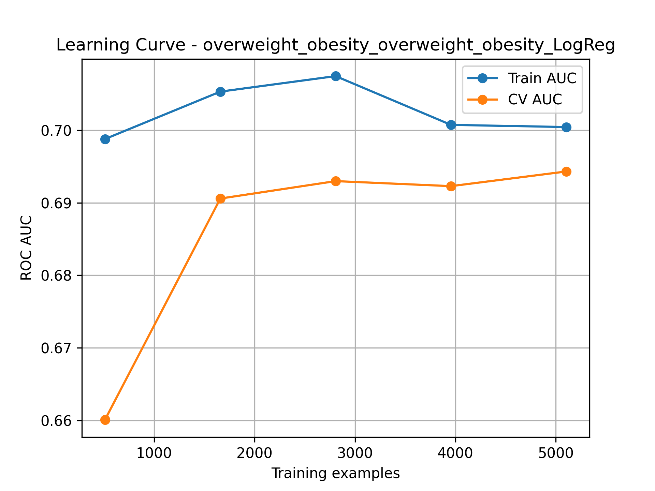 Learning Curve - overweight_obesity_overweight_obesity_LogReg
Train AUC
CV AUC
ROC AUC
0.70
0.69
0.68
0.67
0.66
1000
2000
3000
4000
5000
Training examples